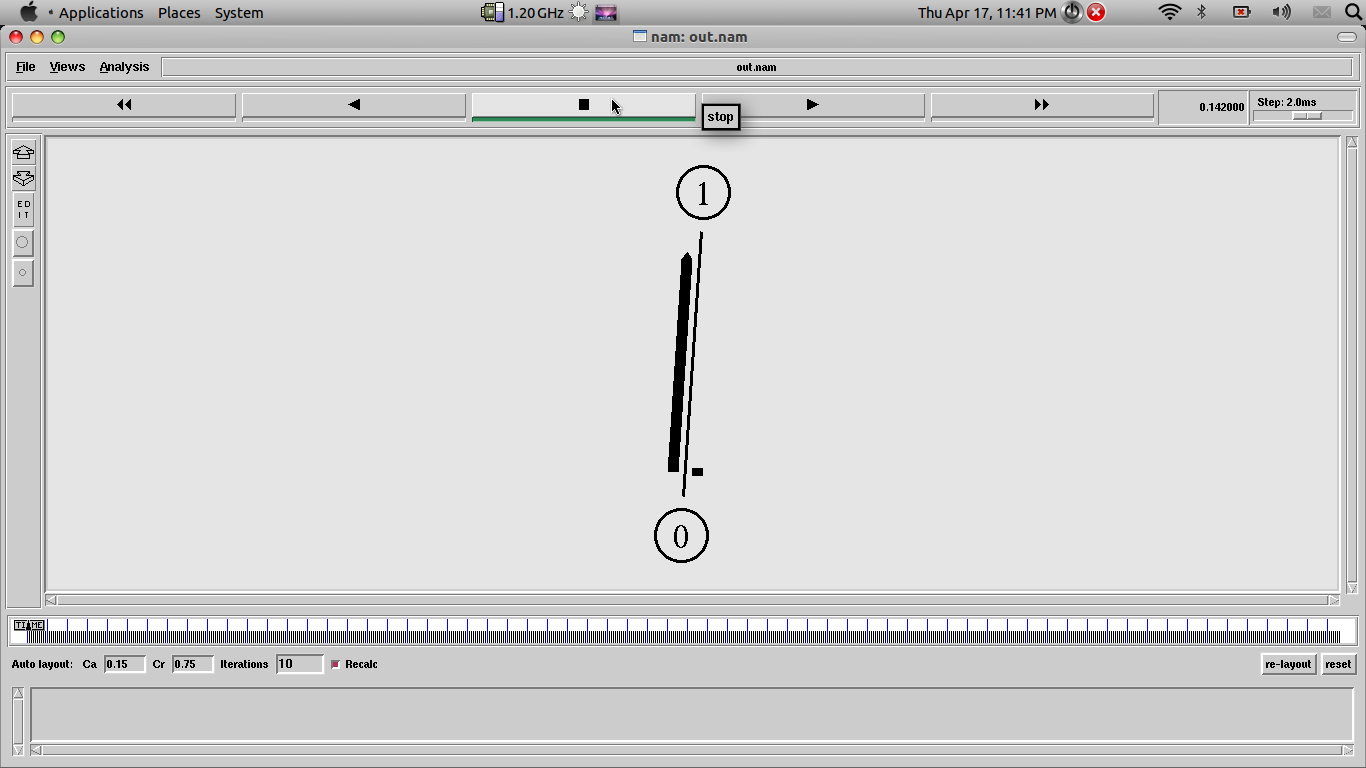 Applications Places System 1.20 GHz Thu Apr 17, 11:41 PM
nam: out.nam
File Views Analysis out.nam
0.142000 Step: 2.0ms
stop
ED
IT
1
0
TIME
Auto layout: Ca 0.15 Cr 0.75 Iterations 10 Recalc re-layout reset